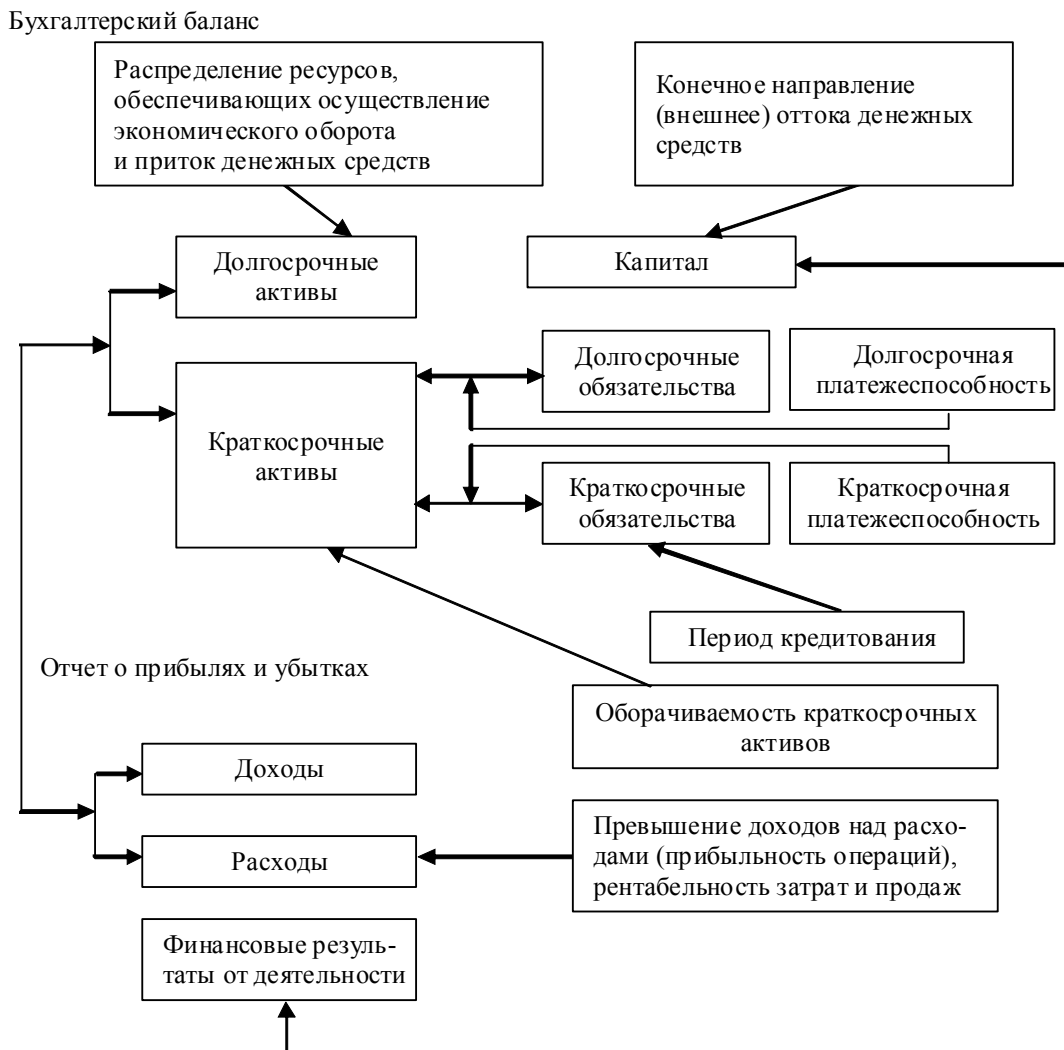 Бухгалтерский баланс
Распределение ресурсов,
обеспечивающих осуществление
экономического оборота
и приток денежных средств
Конечное направление
(внешнее) оттока денежных
средств
Долгосрочные
активы
Капитал
Краткосрочные
активы
Долгосрочные
обязательства
Долгосрочная
платежеспособность
Краткосрочные
обязательства
Краткосрочная
платежеспособность
Период кредитования
Отчет о прибылях и убытках
Оборачиваемость краткосрочных
активов
Доходы
Расходы
Превышение доходов над расхо-
дами (прибыльность операций),
рентабельность затрат и продаж
Финансовые резуль-
таты от деятельности